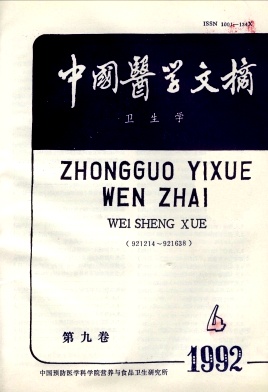 ISSN 1001-134X
中國醫学文摘
卫生学
ZHONGGUO YIXUE
WEN ZHAI
WEI SHENG XUE
(921214~921638)
4
第九卷
1992
中国预防医学科学院营养与食品卫生研究所